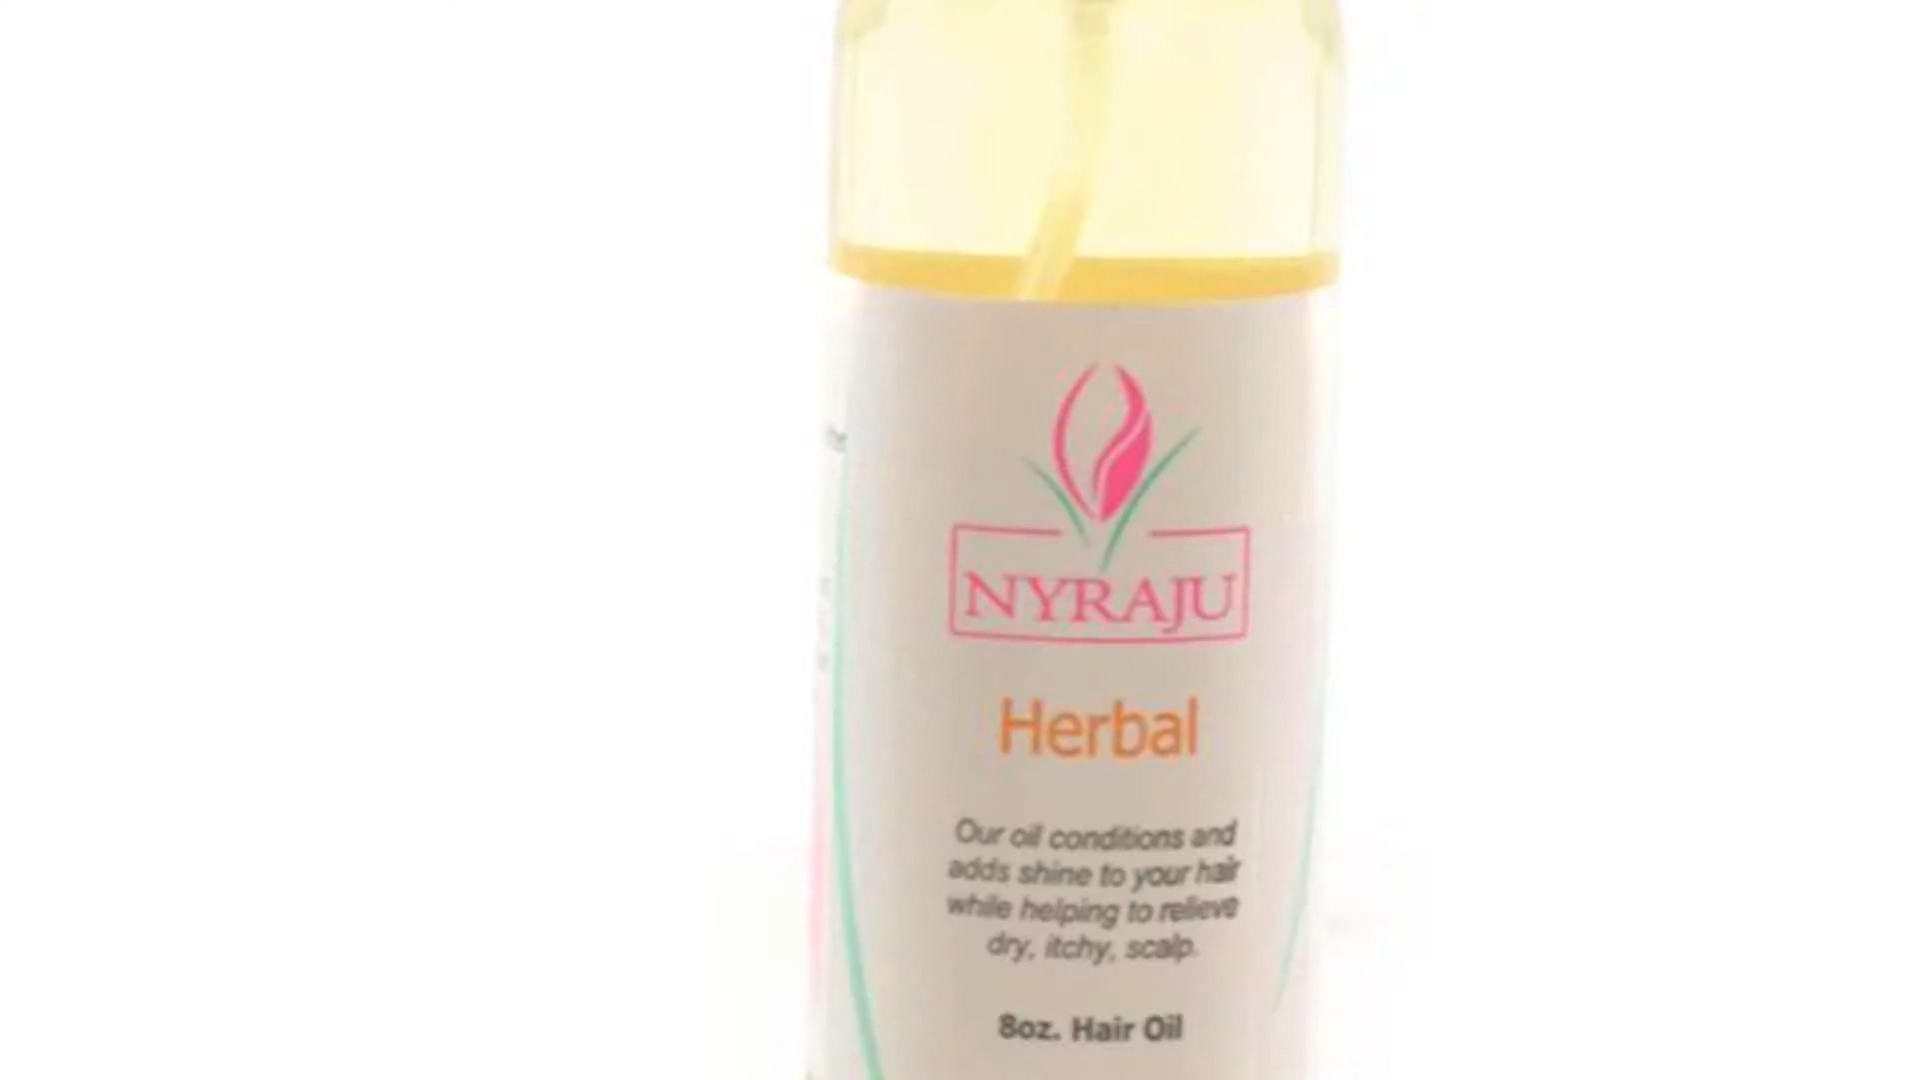 NYRAJU
Herbal
Our oil conditions and
adds shine to your hair
while helping to relieve
dry, itchy, scalp.
8oz. Hair Oil